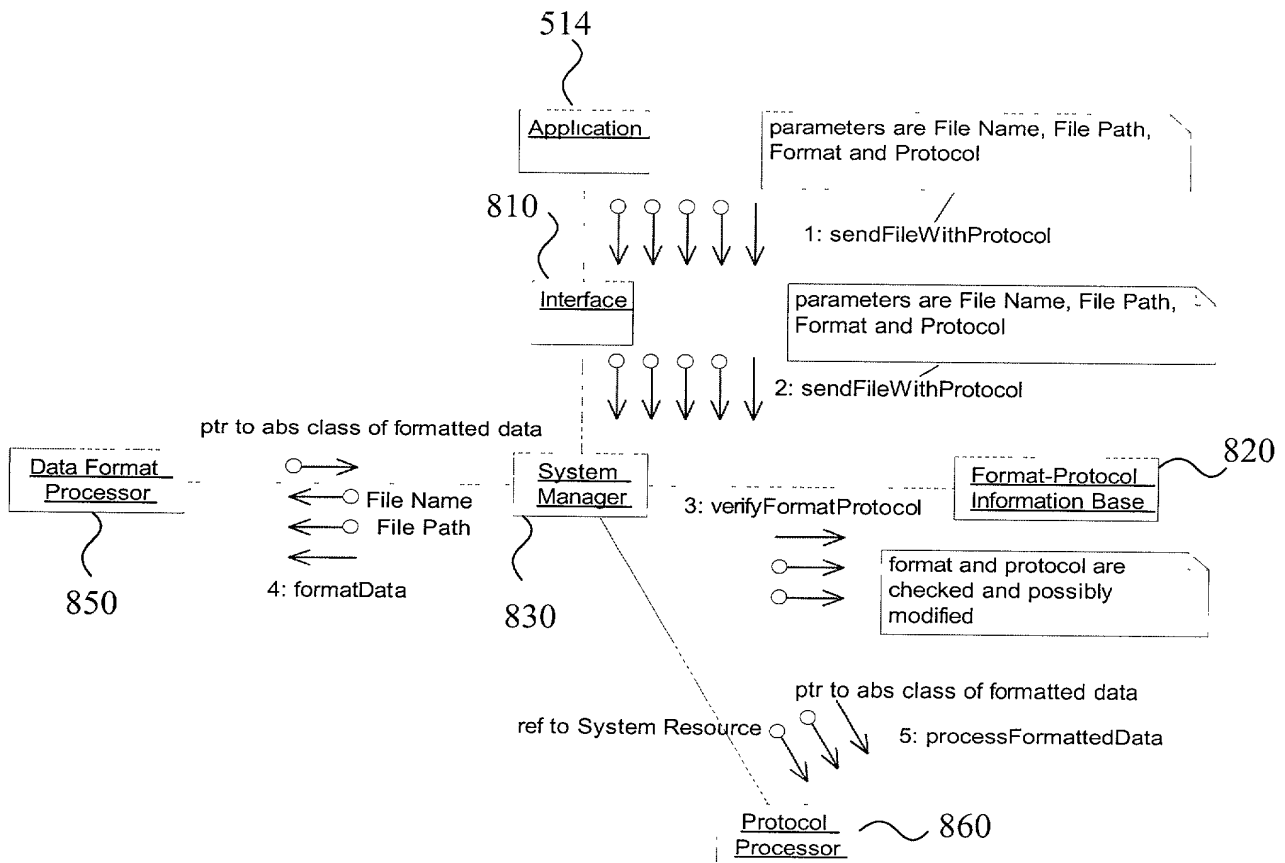 514
Application
parameters are File Name, File Path,
Format and Protocol
810
1: sendFileWithProtocol
Interface
parameters are File Name, File Path,
Format and Protocol
2: sendFileWithProtocol
ptr to abs class of formatted data
Data Format
Processor
File Name
File Path
4: formatData
850
System
Manager
830
3: verifyFormatProtocol
Format-Protocol
Information Base
820
format and protocol are
checked and possibly
modified
ptr to abs class of formatted data
ref to System Resource
5: processFormattedData
Protocol
Processor
860